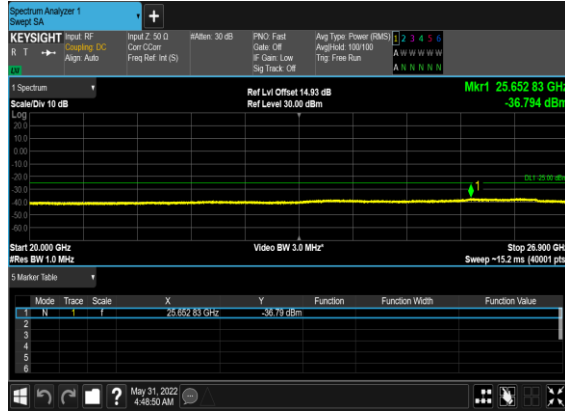 Spectrum Analyzer 1
Swept SA
KEYSIGHT
R T
LV
Input: RF
Coupling: DC
Align: Auto
Input Z: 50 Ω
Corr CCorr
Freq Ref: Int (S)
#Atten: 30 dB
PNO: Fast
Gate: Off
IF Gain: Low
Sig Track: Off
Avg Type: Power (RMS)
Avg|Hold: 100/100
Trig: Free Run
1 2 3 4 5 6
A W W W W W
A N N N N N
1 Spectrum
Scale/Div 10 dB
Ref Lvl Offset 14.93 dB
Ref Level 30.00 dBm
Mkr1 25.652 83 GHz
-36.794 dBm
Log
20.0
10.0
0.00
-10.0
-20.0
-30.0
-40.0
-50.0
-60.0
DL1 -25.00 dBm
1
Start 20.000 GHz
#Res BW 1.0 MHz
Video BW 3.0 MHz*
Stop 26.900 GHz
Sweep ~15.2 ms (40001 pts)
5 Marker Table
Mode Trace Scale X Y Function Function Width Function Value
1 N 1 f 25.652 83 GHz -36.79 dBm
2
3
4
5
6
?
May 31, 2022
4:48:50 AM